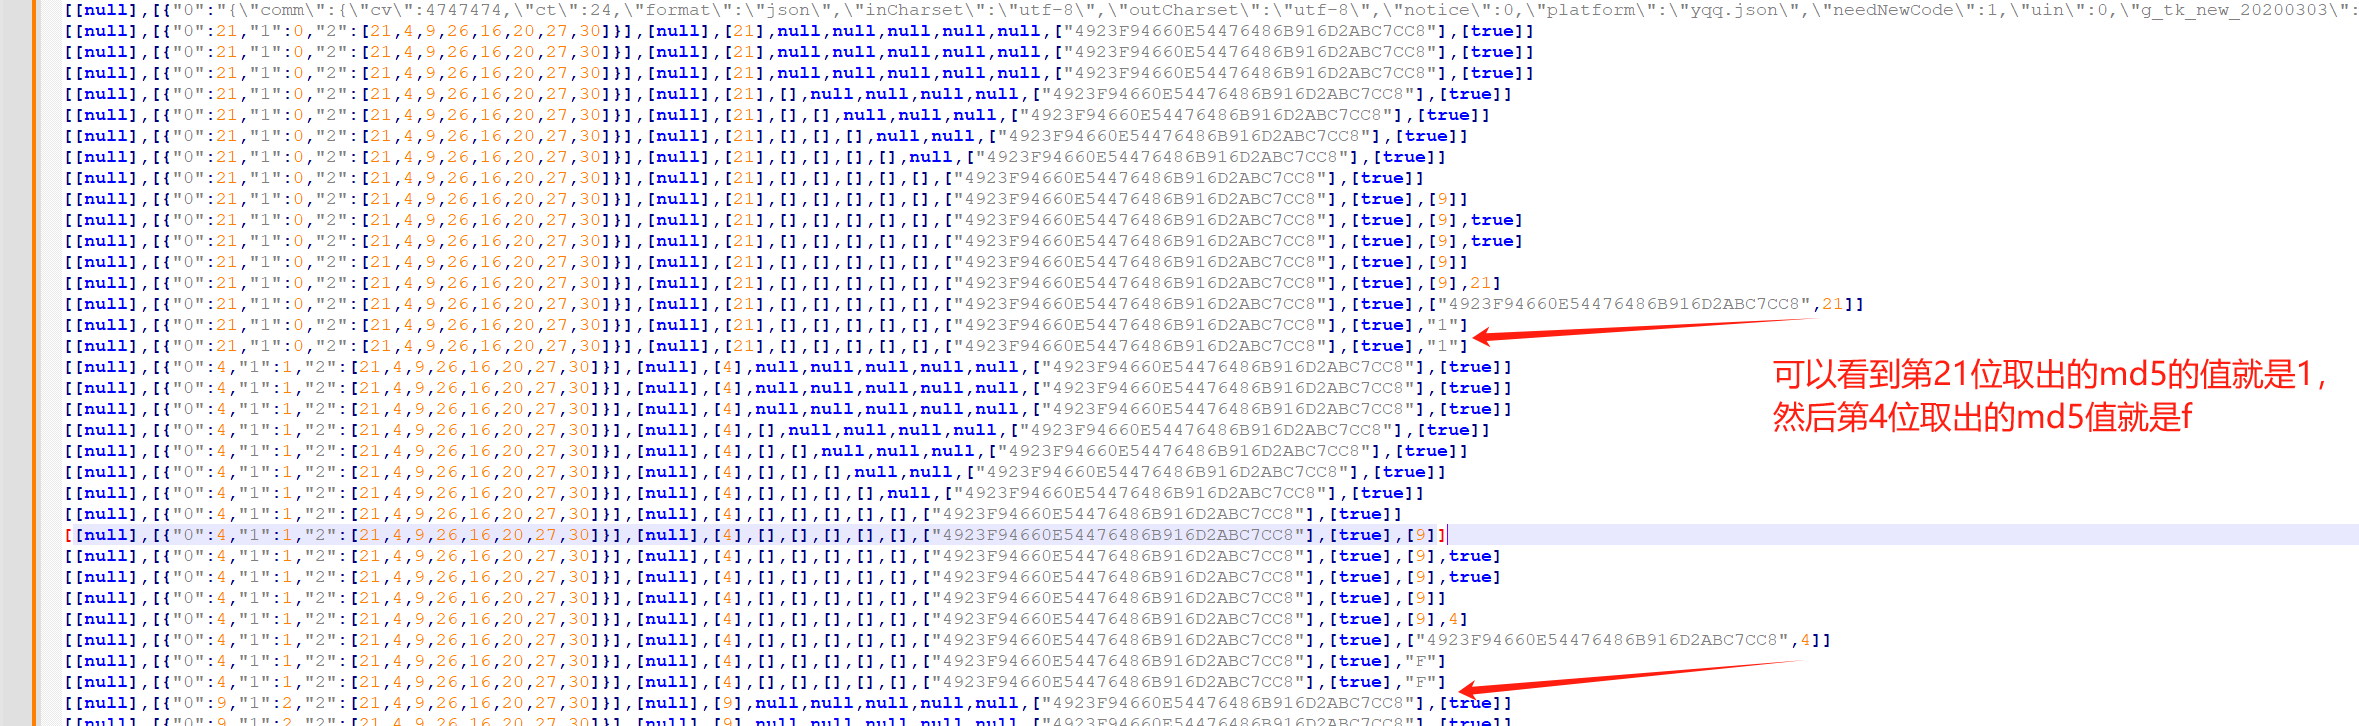 [[null],[{"0":"{\"comm\":{\"cv\":4747474,\"ct\":24,\"format\":\"json\",\"inCharset\":\"utf-8\",\"outCharset\":\"utf-8\",\"notice\":0,\"platform\":\"yqq.json\",\"needNewCode\":1,\"uin\":0,\"g_tk_new_20200303\":
[[null],[{"0":21,"1":0,"2":[21,4,9,26,16,20,27,30]}],[null],[21],null,null,null,null,null,["4923F94660E54476486B916D2ABC7CC8"],[true]]
[[null],[{"0":21,"1":0,"2":[21,4,9,26,16,20,27,30]}],[null],[21],null,null,null,null,null,["4923F94660E54476486B916D2ABC7CC8"],[true]]
[[null],[{"0":21,"1":0,"2":[21,4,9,26,16,20,27,30]}],[null],[21],null,null,null,null,null,["4923F94660E54476486B916D2ABC7CC8"],[true]]
[[null],[{"0":21,"1":0,"2":[21,4,9,26,16,20,27,30]}],[null],[21],[],null,null,null,null,["4923F94660E54476486B916D2ABC7CC8"],[true]]
[[null],[{"0":21,"1":0,"2":[21,4,9,26,16,20,27,30]}],[null],[21],[],[],null,null,null,["4923F94660E54476486B916D2ABC7CC8"],[true]]
[[null],[{"0":21,"1":0,"2":[21,4,9,26,16,20,27,30]}],[null],[21],[],[],[],null,null,["4923F94660E54476486B916D2ABC7CC8"],[true]]
[[null],[{"0":21,"1":0,"2":[21,4,9,26,16,20,27,30]}],[null],[21],[],[],[],[],null,["4923F94660E54476486B916D2ABC7CC8"],[true]]
[[null],[{"0":21,"1":0,"2":[21,4,9,26,16,20,27,30]}],[null],[21],[],[],[],[],[],["4923F94660E54476486B916D2ABC7CC8"],[true]]
[[null],[{"0":21,"1":0,"2":[21,4,9,26,16,20,27,30]}],[null],[21],[],[],[],[],[],["4923F94660E54476486B916D2ABC7CC8"],[true],[9]]
[[null],[{"0":21,"1":0,"2":[21,4,9,26,16,20,27,30]}],[null],[21],[],[],[],[],[],["4923F94660E54476486B916D2ABC7CC8"],[true],[9],true]
[[null],[{"0":21,"1":0,"2":[21,4,9,26,16,20,27,30]}],[null],[21],[],[],[],[],[],["4923F94660E54476486B916D2ABC7CC8"],[true],[9],true]
[[null],[{"0":21,"1":0,"2":[21,4,9,26,16,20,27,30]}],[null],[21],[],[],[],[],[],["4923F94660E54476486B916D2ABC7CC8"],[true],[9]]
[[null],[{"0":21,"1":0,"2":[21,4,9,26,16,20,27,30]}],[null],[21],[],[],[],[],[],["4923F94660E54476486B916D2ABC7CC8"],[true],[9],21]
[[null],[{"0":21,"1":0,"2":[21,4,9,26,16,20,27,30]}],[null],[21],[],[],[],[],[],["4923F94660E54476486B916D2ABC7CC8"],[true],["4923F94660E54476486B916D2ABC7CC8",21]]
[[null],[{"0":21,"1":0,"2":[21,4,9,26,16,20,27,30]}],[null],[21],[],[],[],[],[],["4923F94660E54476486B916D2ABC7CC8"],[true],"1"]
[[null],[{"0":21,"1":0,"2":[21,4,9,26,16,20,27,30]}],[null],[21],[],[],[],[],[],["4923F94660E54476486B916D2ABC7CC8"],[true],"1"]
[[null],[{"0":4,"1":1,"2":[21,4,9,26,16,20,27,30]}],[null],[4],null,null,null,null,null,["4923F94660E54476486B916D2ABC7CC8"],[true]]
[[null],[{"0":4,"1":1,"2":[21,4,9,26,16,20,27,30]}],[null],[4],null,null,null,null,null,["4923F94660E54476486B916D2ABC7CC8"],[true]]
[[null],[{"0":4,"1":1,"2":[21,4,9,26,16,20,27,30]}],[null],[4],null,null,null,null,null,["4923F94660E54476486B916D2ABC7CC8"],[true]]
[[null],[{"0":4,"1":1,"2":[21,4,9,26,16,20,27,30]}],[null],[4],[],null,null,null,null,["4923F94660E54476486B916D2ABC7CC8"],[true]]
[[null],[{"0":4,"1":1,"2":[21,4,9,26,16,20,27,30]}],[null],[4],[],[],null,null,null,["4923F94660E54476486B916D2ABC7CC8"],[true]]
[[null],[{"0":4,"1":1,"2":[21,4,9,26,16,20,27,30]}],[null],[4],[],[],[],null,null,["4923F94660E54476486B916D2ABC7CC8"],[true]]
[[null],[{"0":4,"1":1,"2":[21,4,9,26,16,20,27,30]}],[null],[4],[],[],[],[],null,["4923F94660E54476486B916D2ABC7CC8"],[true]]
[[null],[{"0":4,"1":1,"2":[21,4,9,26,16,20,27,30]}],[null],[4],[],[],[],[],[],["4923F94660E54476486B916D2ABC7CC8"],[true]]
[[null],[{"0":4,"1":1,"2":[21,4,9,26,16,20,27,30]}],[null],[4],[],[],[],[],[],["4923F94660E54476486B916D2ABC7CC8"],[true],[9]]
[[null],[{"0":4,"1":1,"2":[21,4,9,26,16,20,27,30]}],[null],[4],[],[],[],[],[],["4923F94660E54476486B916D2ABC7CC8"],[true],[9],true]
[[null],[{"0":4,"1":1,"2":[21,4,9,26,16,20,27,30]}],[null],[4],[],[],[],[],[],["4923F94660E54476486B916D2ABC7CC8"],[true],[9],true]
[[null],[{"0":4,"1":1,"2":[21,4,9,26,16,20,27,30]}],[null],[4],[],[],[],[],[],["4923F94660E54476486B916D2ABC7CC8"],[true],[9]]
[[null],[{"0":4,"1":1,"2":[21,4,9,26,16,20,27,30]}],[null],[4],[],[],[],[],[],["4923F94660E54476486B916D2ABC7CC8"],[true],[9],4]
[[null],[{"0":4,"1":1,"2":[21,4,9,26,16,20,27,30]}],[null],[4],[],[],[],[],[],["4923F94660E54476486B916D2ABC7CC8"],[true],["4923F94660E54476486B916D2ABC7CC8",4]]
[[null],[{"0":4,"1":1,"2":[21,4,9,26,16,20,27,30]}],[null],[4],[],[],[],[],[],["4923F94660E54476486B916D2ABC7CC8"],[true],"F"]
[[null],[{"0":4,"1":1,"2":[21,4,9,26,16,20,27,30]}],[null],[4],[],[],[],[],[],["4923F94660E54476486B916D2ABC7CC8"],[true],"F"]
[[null],[{"0":9,"1":2,"2":[21,4,9,26,16,20,27,30]}],[null],[9],null,null,null,null,null,["4923F94660E54476486B916D2ABC7CC8"],[true]]
[[null],[{"0":9,"1":2,"2":[21,4,9,26,16,20,27,30]}],[null],[9],null,null,null,null,null,["4923F94660E54476486B916D2ABC7CC8"],[true]]
可以看到第21位取出的md5的值就是1，
然后第4位取出的md5值就是f